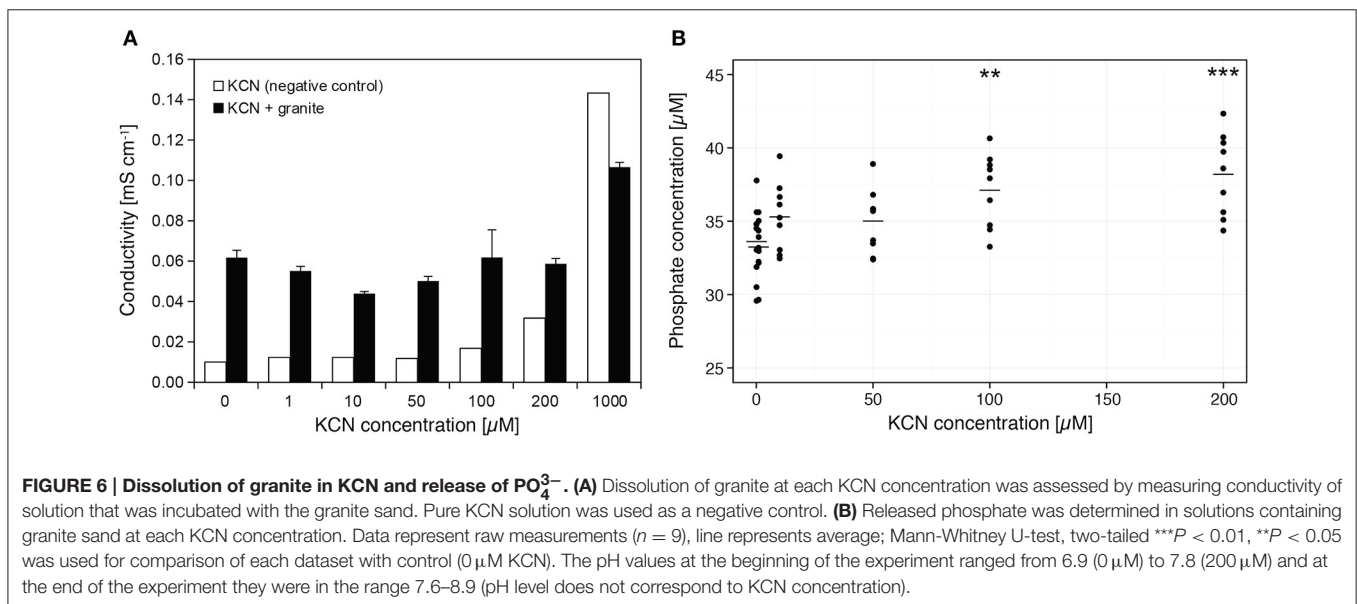 A
0.16
0.14
0.12
0.10
0.08
0.06
0.04
0.02
0.00
Conductivity [mS cm⁻¹]
KCN (negative control)
KCN + granite
0 1 10 50 100 200 1000
KCN concentration [µM]
B
45
40
35
30
25
Phosphate concentration [µM]
** ***
0 50 100 150 200
KCN concentration [µM]
FIGURE 6 | Dissolution of granite in KCN and release of PO₄³⁻. (A) Dissolution of granite at each KCN concentration was assessed by measuring conductivity of
solution that was incubated with the granite sand. Pure KCN solution was used as a negative control. (B) Released phosphate was determined in solutions containing
granite sand at each KCN concentration. Data represent raw measurements (n = 9), line represents average; Mann-Whitney U-test, two-tailed ***P < 0.01, **P < 0.05
was used for comparison of each dataset with control (0 µM KCN). The pH values at the beginning of the experiment ranged from 6.9 (0 µM) to 7.8 (200 µM) and at
the end of the experiment they were in the range 7.6–8.9 (pH level does not correspond to KCN concentration).